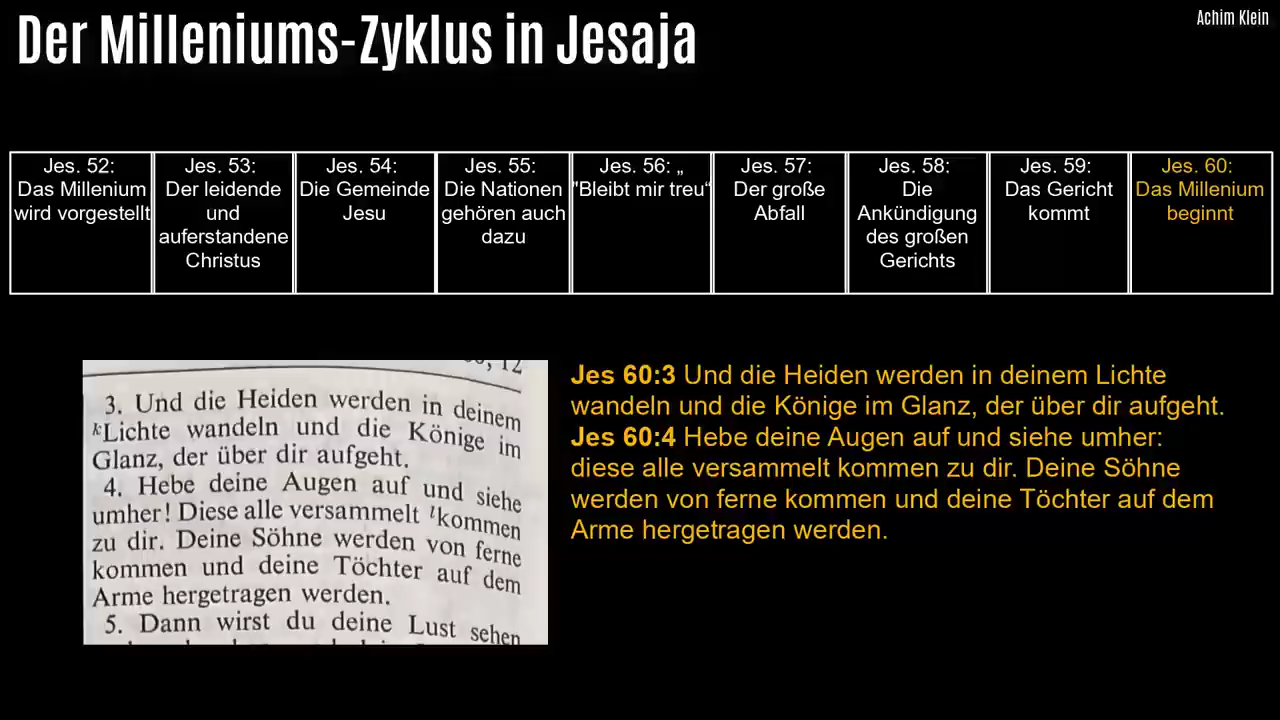 Der Milleniums-Zyklus in Jesaja
Achim Klein
Jes. 52:
Das Millenium
wird vorgestellt
Jes. 53:
Der leidende
und
auferstandene
Christus
Jes. 54:
Die Gemeinde
Jesu
Jes. 55:
Die Nationen
gehören auch
dazu
Jes. 56: „
"Bleibt mir treu“
Jes. 57:
Der große
Abfall
Jes. 58:
Die
Ankündigung
des großen
Gerichts
Jes. 59:
Das Gericht
kommt
Jes. 60:
Das Millenium
beginnt
3. Und die Heiden werden in deinem
kLichte wandeln und die Könige im
Glanz, der über dir aufgeht.
4. Hebe deine Augen auf und siehe
umher! Diese alle versammelt lkommen
zu dir. Deine Söhne werden von ferne
kommen und deine Töchter auf dem
Arme hergetragen werden.
5. Dann wirst du deine Lust sehen
Jes 60:3 Und die Heiden werden in deinem Lichte
wandeln und die Könige im Glanz, der über dir aufgeht.
Jes 60:4 Hebe deine Augen auf und siehe umher:
diese alle versammelt kommen zu dir. Deine Söhne
werden von ferne kommen und deine Töchter auf dem
Arme hergetragen werden.